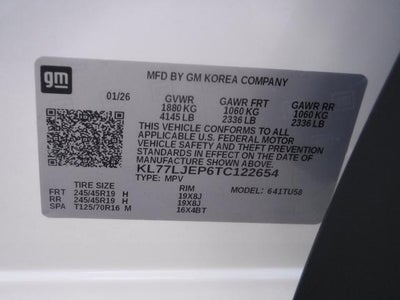 gm
MFD BY GM KOREA COMPANY
01/26 GVWR GAWR FRT GAWR RR
1880 KG 1060 KG 1060 KG
4145 LB 2336 LB 2336 LB
THIS VEHICLE CONFORMS TO ALL
APPLICABLE U.S. FEDERAL MOTOR
VEHICLE SAFETY AND THEFT PREVENTION
STANDARDS IN EFFECT ON THE DATE OF
MANUFACTURE SHOWN ABOVE.
KL77LJEP6TC122654
TYPE: MPV
TIRE SIZE RIM MODEL: 641TU58
FRT 245/45R19 H 19X8J
RR 245/45R19 H 19X8J
SPA T125/70R16 M 16X4BT